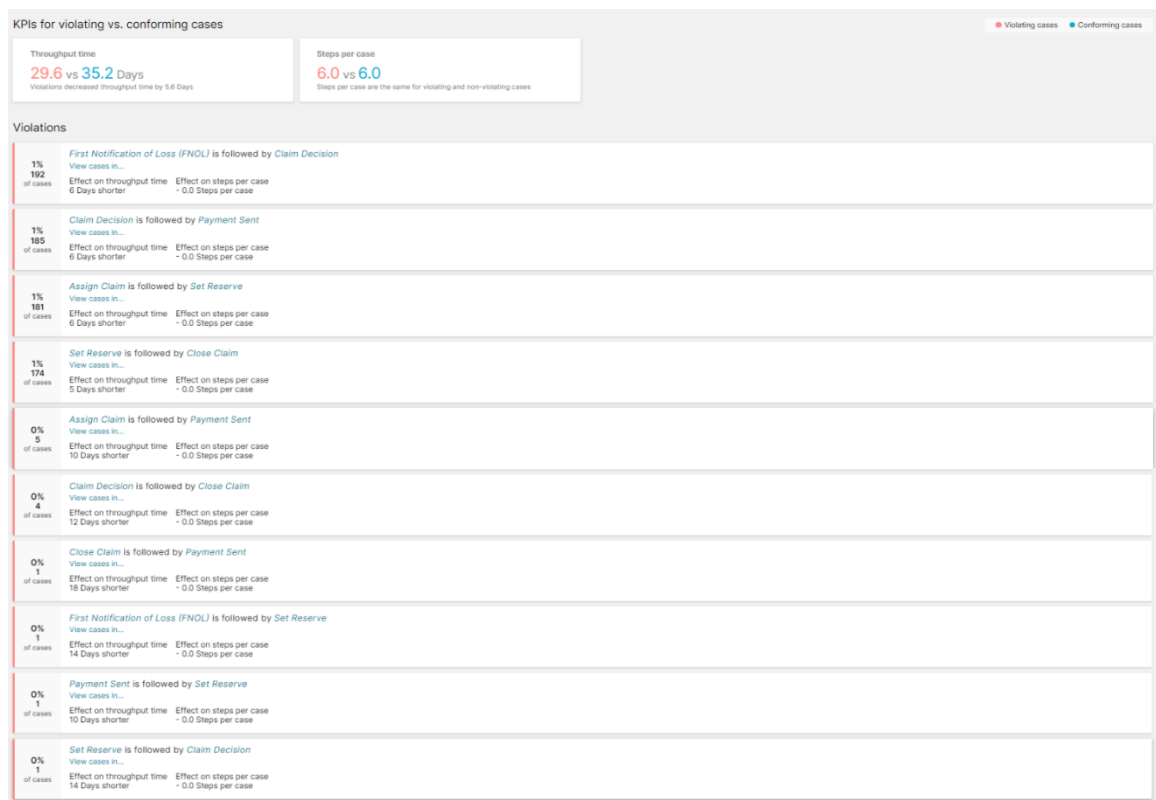 KPIs for violating vs. conforming cases
Violating cases
Conforming cases
Throughput time
29.6 vs 35.2 Days
Violations decreased throughput time by 5.6 Days
Steps per case
6.0 vs 6.0
Steps per case are the same for violating and non-violating cases
Violations
1%
192
of cases
First Notification of Loss (FNOL) is followed by Claim Decision
View cases in...
Effect on throughput time Effect on steps per case
6 Days shorter - 0.0 Steps per case
1%
185
of cases
Claim Decision is followed by Payment Sent
View cases in...
Effect on throughput time Effect on steps per case
6 Days shorter - 0.0 Steps per case
1%
181
of cases
Assign Claim is followed by Set Reserve
View cases in...
Effect on throughput time Effect on steps per case
6 Days shorter - 0.0 Steps per case
1%
174
of cases
Set Reserve is followed by Close Claim
View cases in...
Effect on throughput time Effect on steps per case
5 Days shorter - 0.0 Steps per case
0%
5
of cases
Assign Claim is followed by Payment Sent
View cases in...
Effect on throughput time Effect on steps per case
10 Days shorter - 0.0 Steps per case
0%
4
of cases
Claim Decision is followed by Close Claim
View cases in...
Effect on throughput time Effect on steps per case
12 Days shorter - 0.0 Steps per case
0%
1
of cases
Close Claim is followed by Payment Sent
View cases in...
Effect on throughput time Effect on steps per case
18 Days shorter - 0.0 Steps per case
0%
1
of cases
First Notification of Loss (FNOL) is followed by Set Reserve
View cases in...
Effect on throughput time Effect on steps per case
14 Days shorter - 0.0 Steps per case
0%
1
of cases
Payment Sent is followed by Set Reserve
View cases in...
Effect on throughput time Effect on steps per case
10 Days shorter - 0.0 Steps per case
0%
1
of cases
Set Reserve is followed by Claim Decision
View cases in...
Effect on throughput time Effect on steps per case
14 Days shorter - 0.0 Steps per case